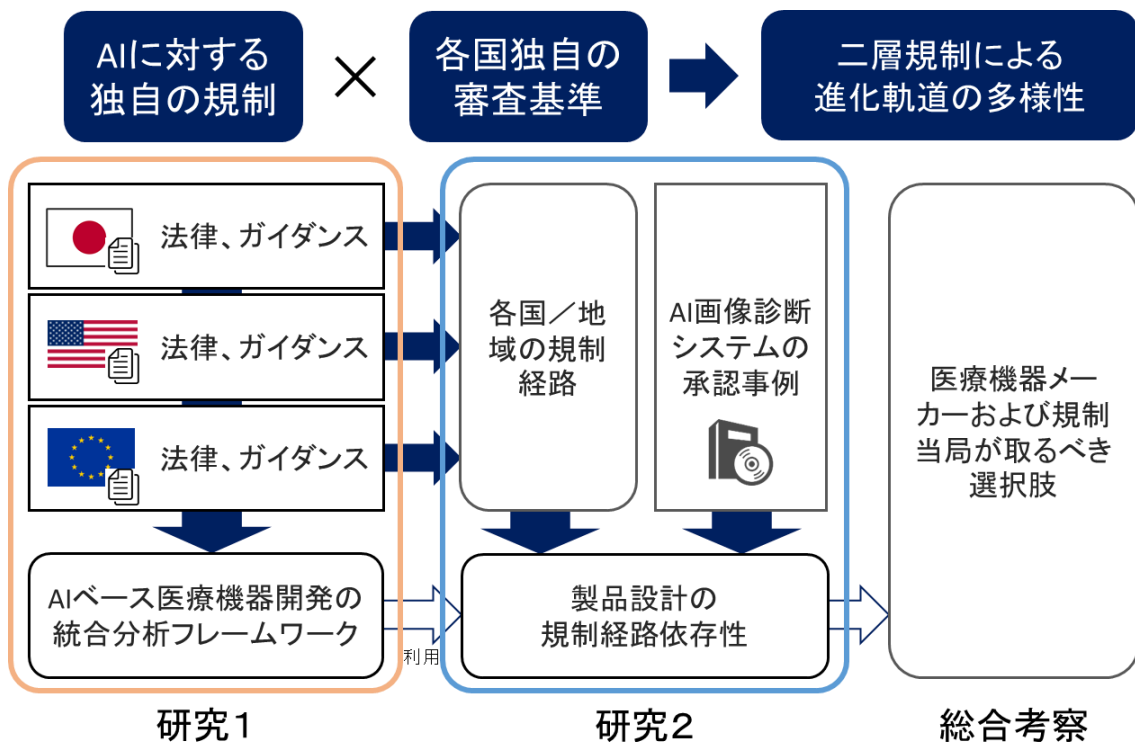 AIに対する
独自の規制
×
各国独自の
審査基準
二層規制による
進化軌道の多様性
法律、ガイダンス
法律、ガイダンス
法律、ガイダンス
AIベース医療機器開発の
統合分析フレームワーク
利用
各国／地
域の規制
経路
AI画像診断
システムの
承認事例
製品設計の
規制経路依存性
医療機器メー
カーおよび規制
当局が取るべき
選択肢
研究１
研究２
総合考察